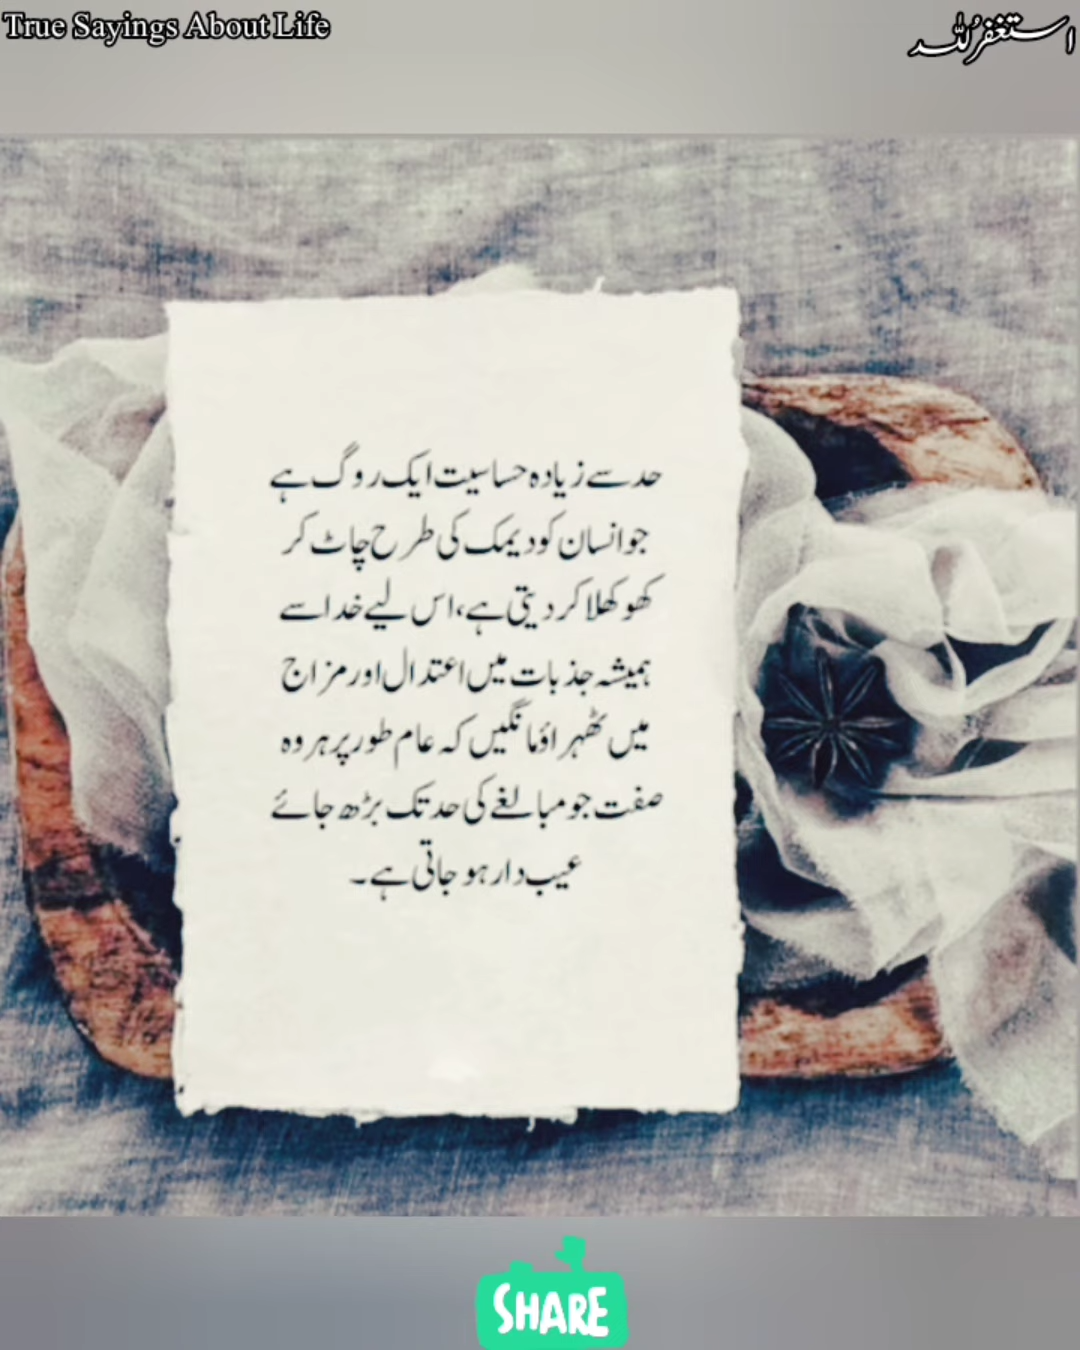 True Sayings About Life
استغفرُللّٰہ
حد سے زیادہ حساسیت ایک روگ ہے
جو انسان کو دیمک کی طرح چاٹ کر
کھوکھلا کر دیتی ہے، اس لیے خدا سے
ہمیشہ جذبات میں اعتدال اور مزاج
میں ٹھہراؤ مانگیں کہ عام طور پر ہر وہ
صفت جو مبالغے کی حد تک بڑھ جائے
عیب دار ہو جاتی ہے۔
SHARE